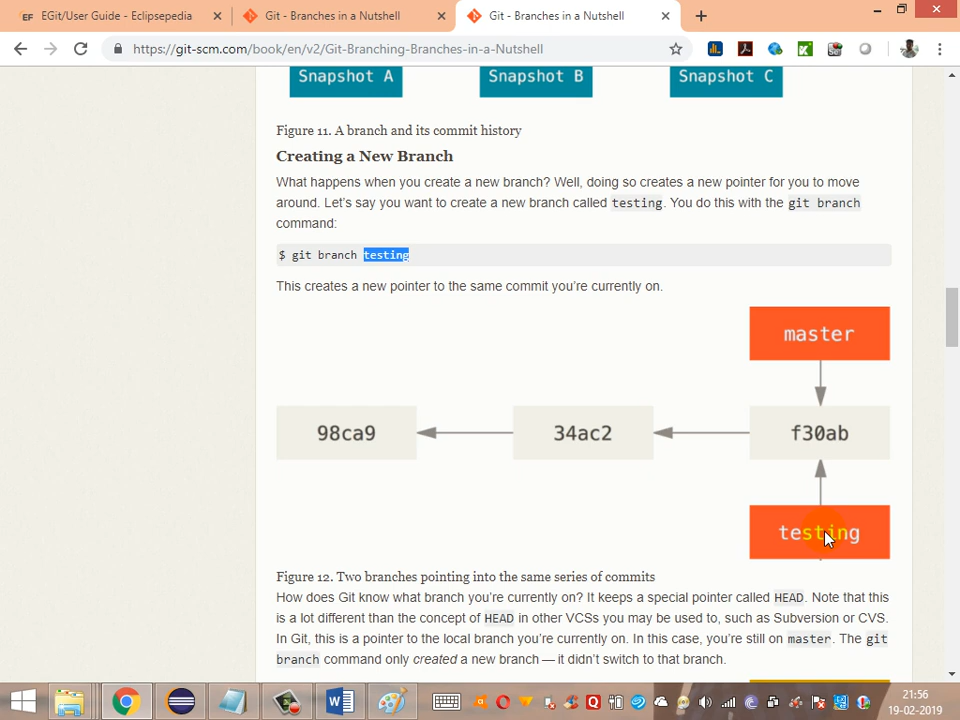 EGit/User Guide - Eclipsepedia
Git - Branches in a Nutshell
Git - Branches in a Nutshell
https://git-scm.com/book/en/v2/Git-Branching-Branches-in-a-Nutshell
Snapshot A
Snapshot B
Snapshot C
Figure 11. A branch and its commit history
Creating a New Branch
What happens when you create a new branch? Well, doing so creates a new pointer for you to move
around. Let’s say you want to create a new branch called testing. You do this with the git branch
command:
$ git branch testing
This creates a new pointer to the same commit you’re currently on.
master
98ca9
34ac2
f30ab
testing
Figure 12. Two branches pointing into the same series of commits
How does Git know what branch you’re currently on? It keeps a special pointer called HEAD. Note that this
is a lot different than the concept of HEAD in other VCSs you may be used to, such as Subversion or CVS.
In Git, this is a pointer to the local branch you’re currently on. In this case, you’re still on master. The git
branch command only created a new branch — it didn’t switch to that branch.
21:56
19-02-2019